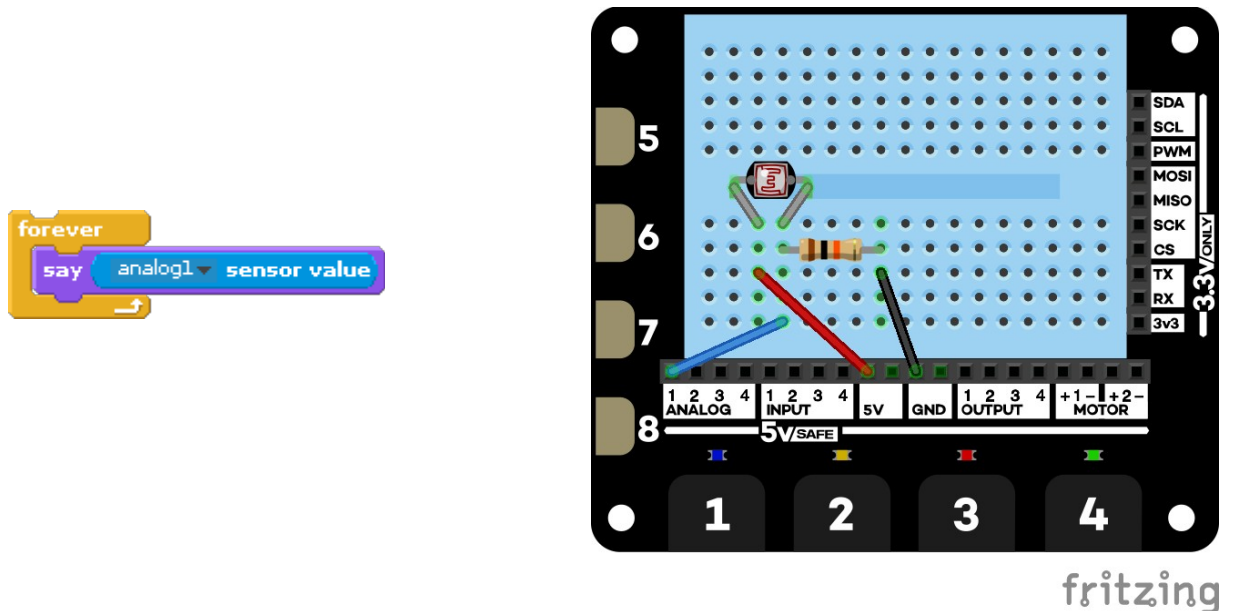 forever
say analog1 sensor value
5
6
7
8
SDA
SCL
PWM
MOSI
MISO
SCK
CS
TX
RX
3v3
3.3V/ONLY
1 2 3 4 1 2 3 4 1 2 3 4 +1- +2-
ANALOG INPUT 5V GND OUTPUT MOTOR
5V/SAFE
1 2 3 4
fritzing